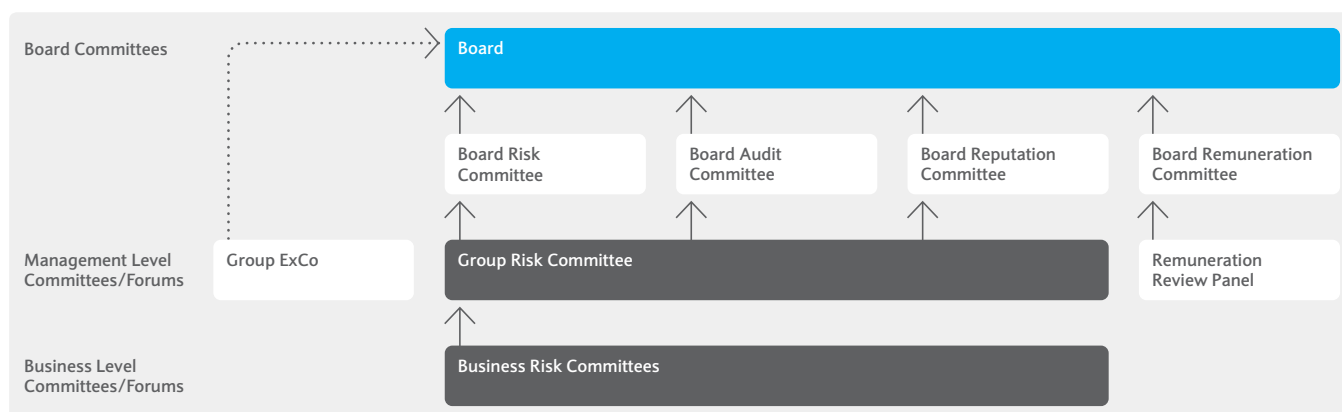 Board Committees
Board
Board Risk
Committee
Board Audit
Committee
Board Reputation
Committee
Board Remuneration
Committee
Management Level
Committees/Forums
Group ExCo
Group Risk Committee
Remuneration
Review Panel
Business Level
Committees/Forums
Business Risk Committees